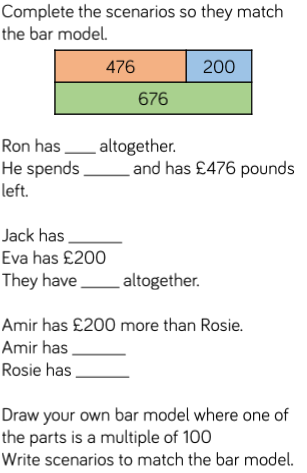 Complete the scenarios so they match
the bar model.
476 200
676
Ron has ____ altogether.
He spends ______ and has £476 pounds
left.
Jack has _______
Eva has £200
They have _____ altogether.
Amir has £200 more than Rosie.
Amir has _______
Rosie has _______
Draw your own bar model where one of
the parts is a multiple of 100
Write scenarios to match the bar model.